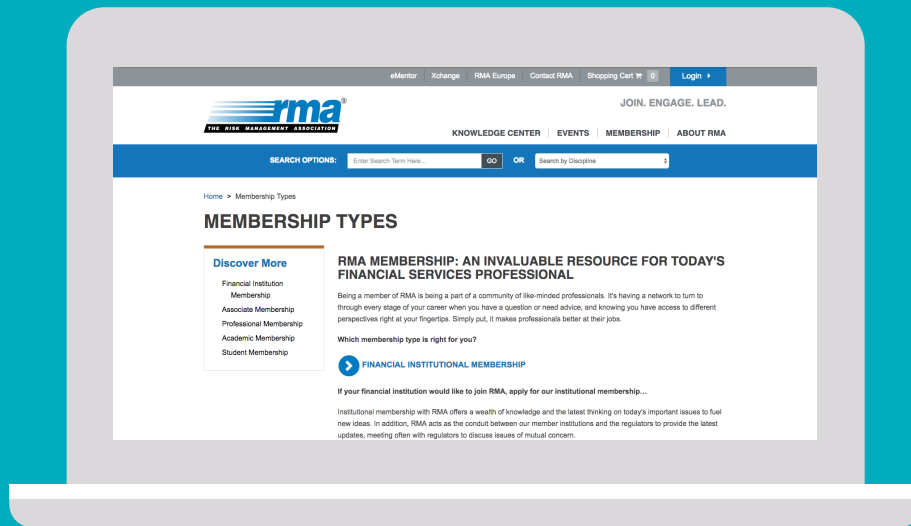 eMentor Xchange RMA Europe Contact RMA Shopping Cart 0 Login
rma®
THE RISK MANAGEMENT ASSOCIATION
JOIN. ENGAGE. LEAD.
KNOWLEDGE CENTER EVENTS MEMBERSHIP ABOUT RMA
SEARCH OPTIONS: Enter Search Term Here... GO OR Search by Discipline
Home > Membership Types
MEMBERSHIP TYPES
Discover More
Financial Institution
Membership
Associate Membership
Professional Membership
Academic Membership
Student Membership
RMA MEMBERSHIP: AN INVALUABLE RESOURCE FOR TODAY'S
FINANCIAL SERVICES PROFESSIONAL
Being a member of RMA is being a part of a community of like-minded professionals. It's having a network to turn to
through every stage of your career when you have a question or need advice, and knowing you have access to different
perspectives right at your fingertips. Simply put, it makes professionals better at their jobs.
Which membership type is right for you?
FINANCIAL INSTITUTIONAL MEMBERSHIP
If your financial institution would like to join RMA, apply for our institutional membership…
Institutional membership with RMA offers a wealth of knowledge and the latest thinking on today's important issues to fuel
new ideas. In addition, RMA acts as the conduit between our member institutions and the regulators to provide the latest
updates, meeting often with regulators to discuss issues of mutual concern.